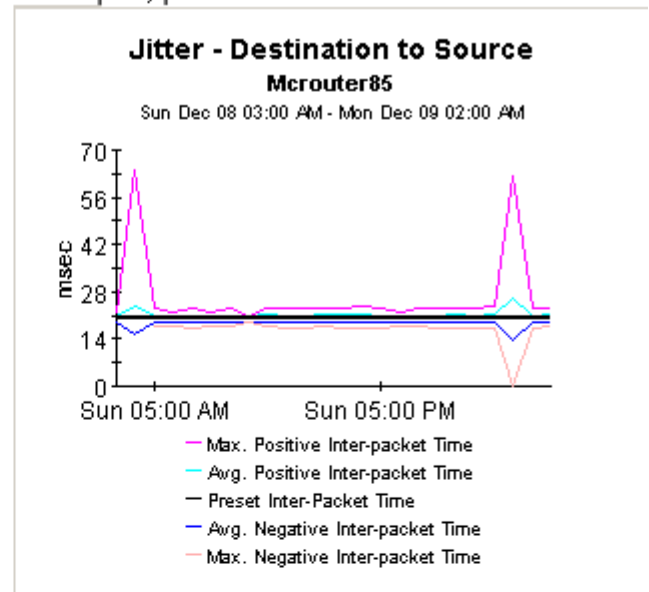 Jitter - Destination to Source
Mcrouter85
Sun Dec 08 03:00 AM - Mon Dec 09 02:00 AM
70
56
42
28
14
0
msec
Sun 05:00 AM Sun 05:00 PM
Max. Positive Inter-packet Time
Avg. Positive Inter-packet Time
Preset Inter-Packet Time
Avg. Negative Inter-packet Time
Max. Negative Inter-packet Time